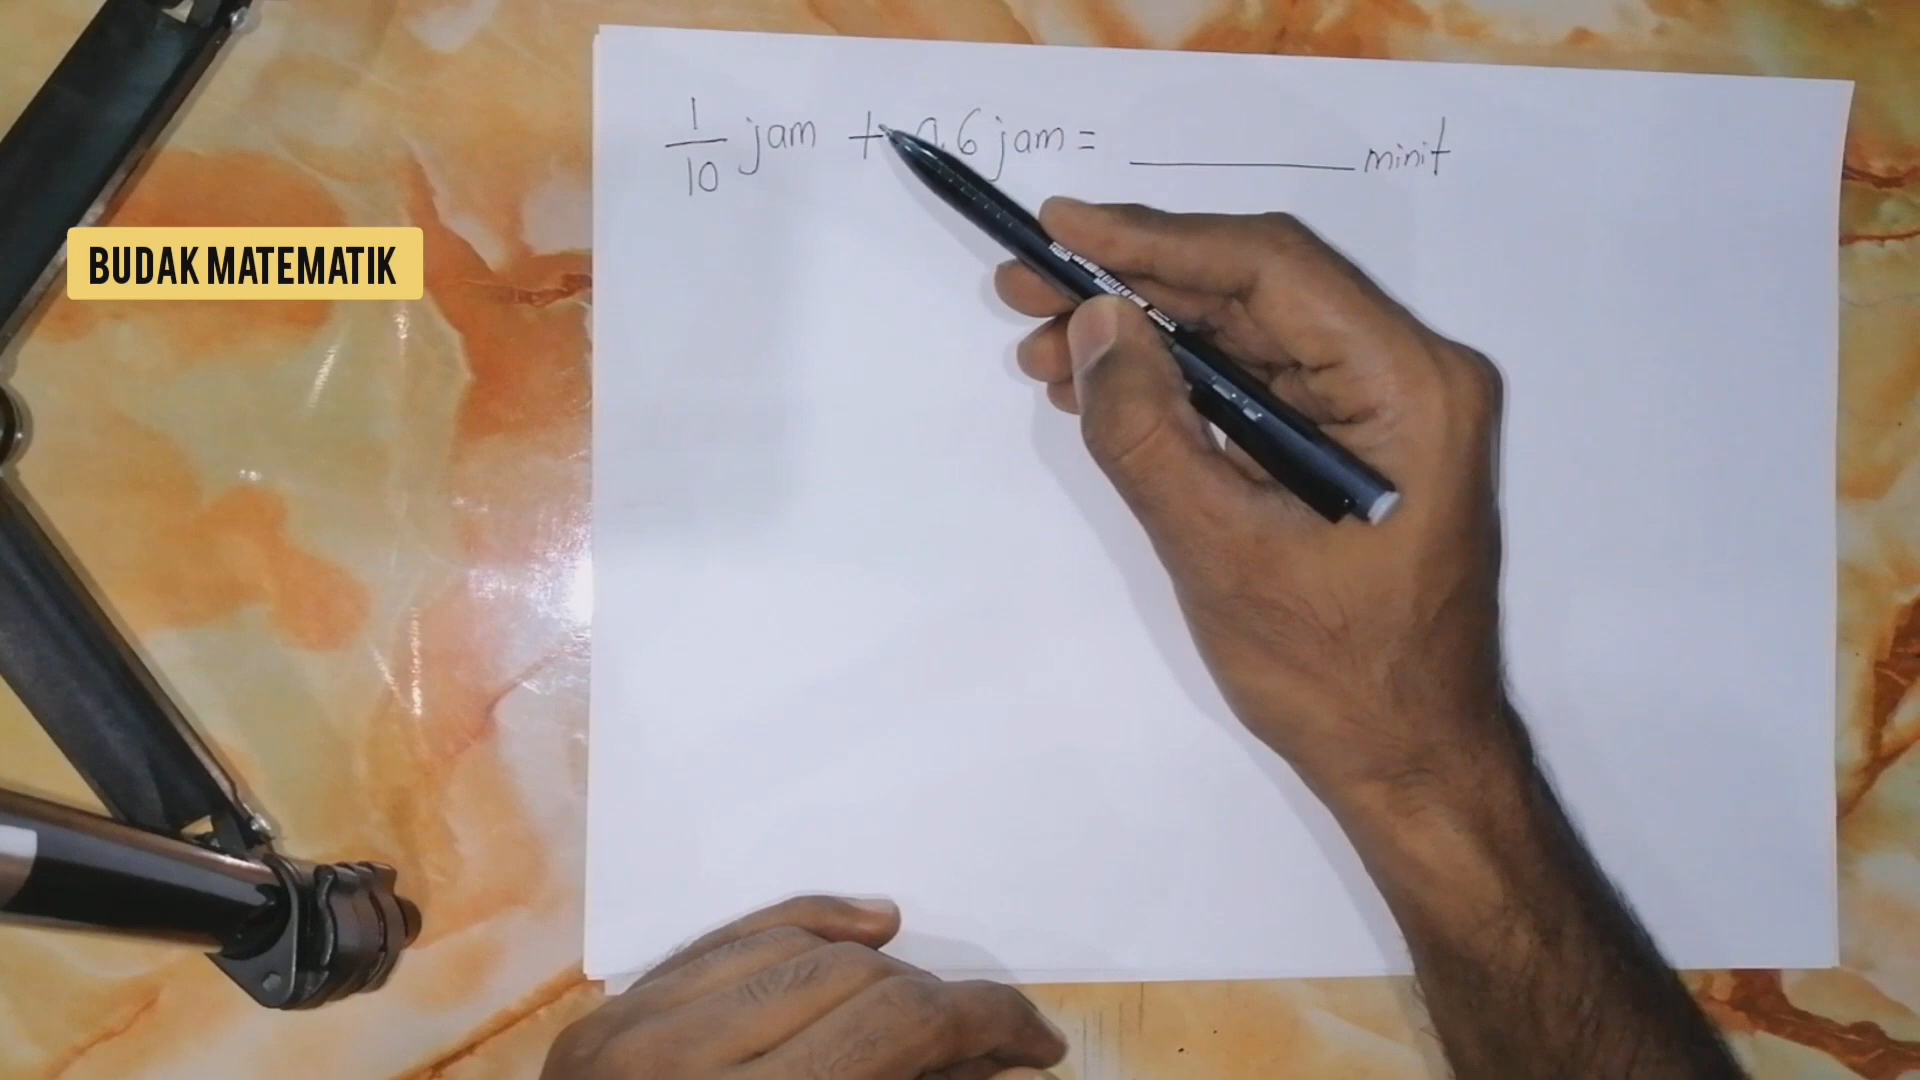 1/10 jam + 0.6 jam = ________ minit
BUDAK MATEMATIK